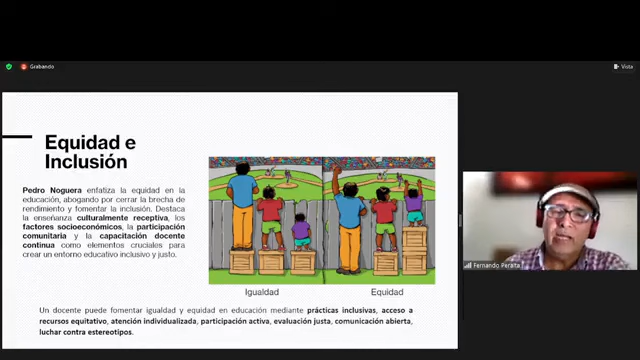 Grabando
Vista
Equidad e
Inclusión
Pedro Noguera enfatiza la equidad en la
educación, abogando por cerrar la brecha de
rendimiento y fomentar la inclusión. Destaca
la enseñanza culturalmente receptiva, los
factores socioeconómicos, la participación
comunitaria y la capacitación docente
continua como elementos cruciales para
crear un entorno educativo inclusivo y justo.
Igualdad
Equidad
Un docente puede fomentar igualdad y equidad en educación mediante prácticas inclusivas, acceso a
recursos equitativo, atención individualizada, participación activa, evaluación justa, comunicación abierta,
luchar contra estereotipos.
Fernando Peralta